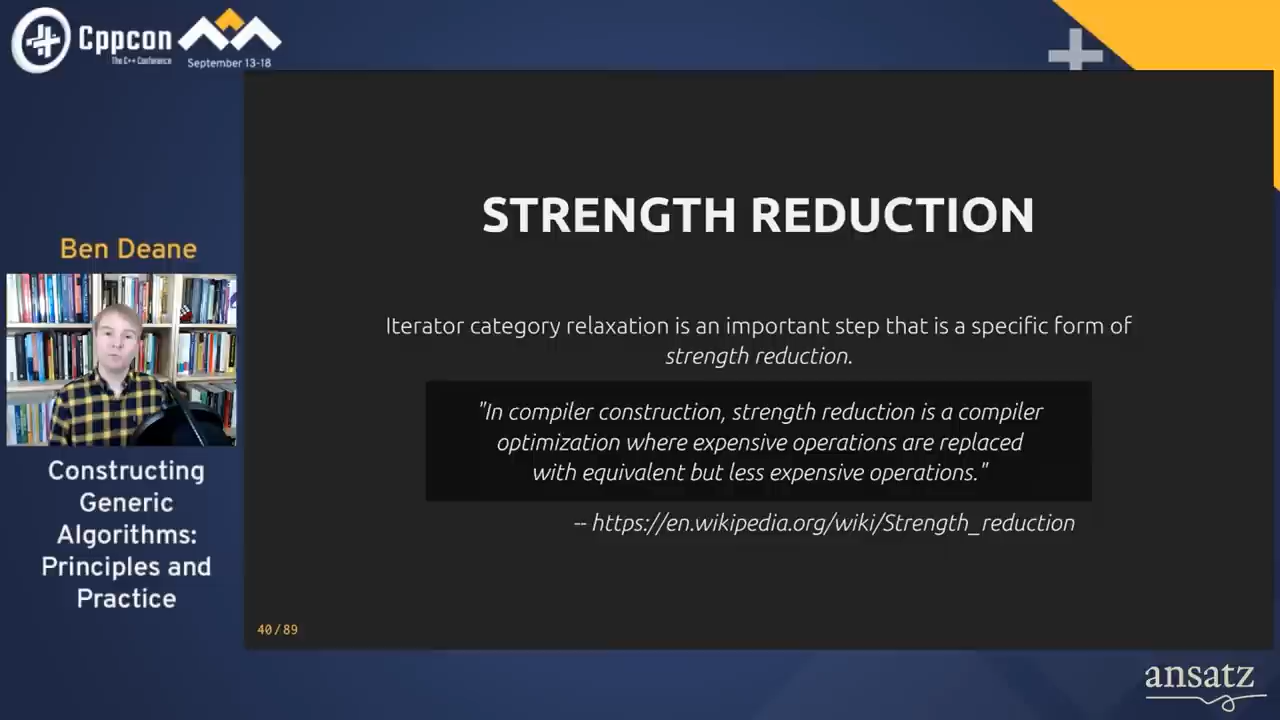 Cppcon
The C++ Conference
September 13-18
Ben Deane
Constructing
Generic
Algorithms:
Principles and
Practice
STRENGTH REDUCTION
Iterator category relaxation is an important step that is a specific form of
strength reduction.
"In compiler construction, strength reduction is a compiler
optimization where expensive operations are replaced
with equivalent but less expensive operations."
-- https://en.wikipedia.org/wiki/Strength_reduction
40/89
ansatz